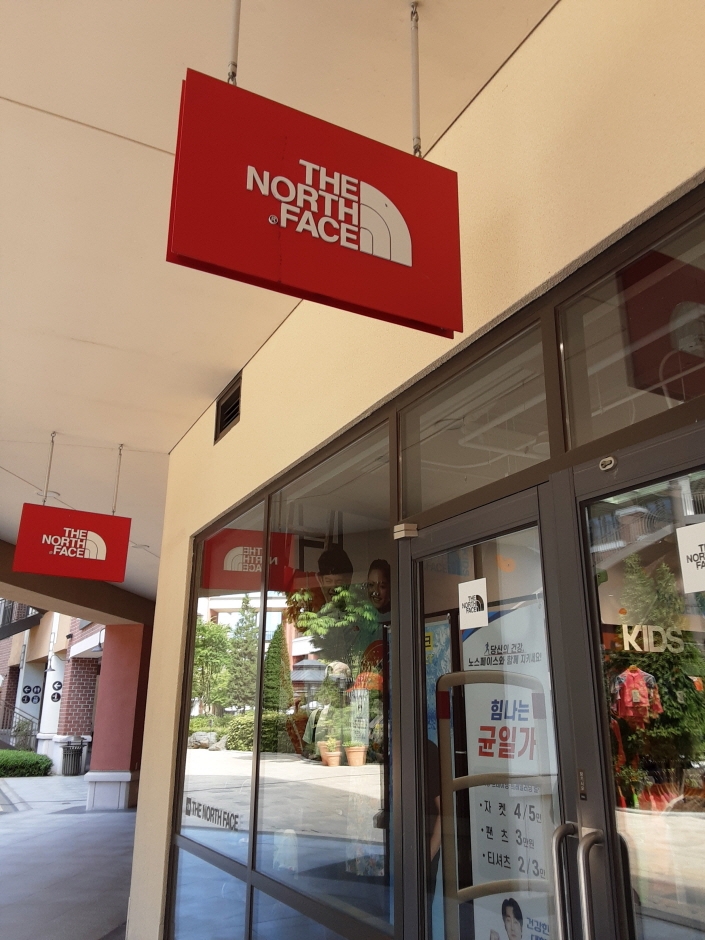 THE
NORTH
®FACE
THE
NORTH
FACE
THE
NORTH
FACE
당신의 건강,
노스페이스와 함께 지키세요!
힘나는
균일가
· 자 켓 4/5만
· 팬 츠 3만원
· 티셔츠 2/3만
KIDS
THE NORTH FACE